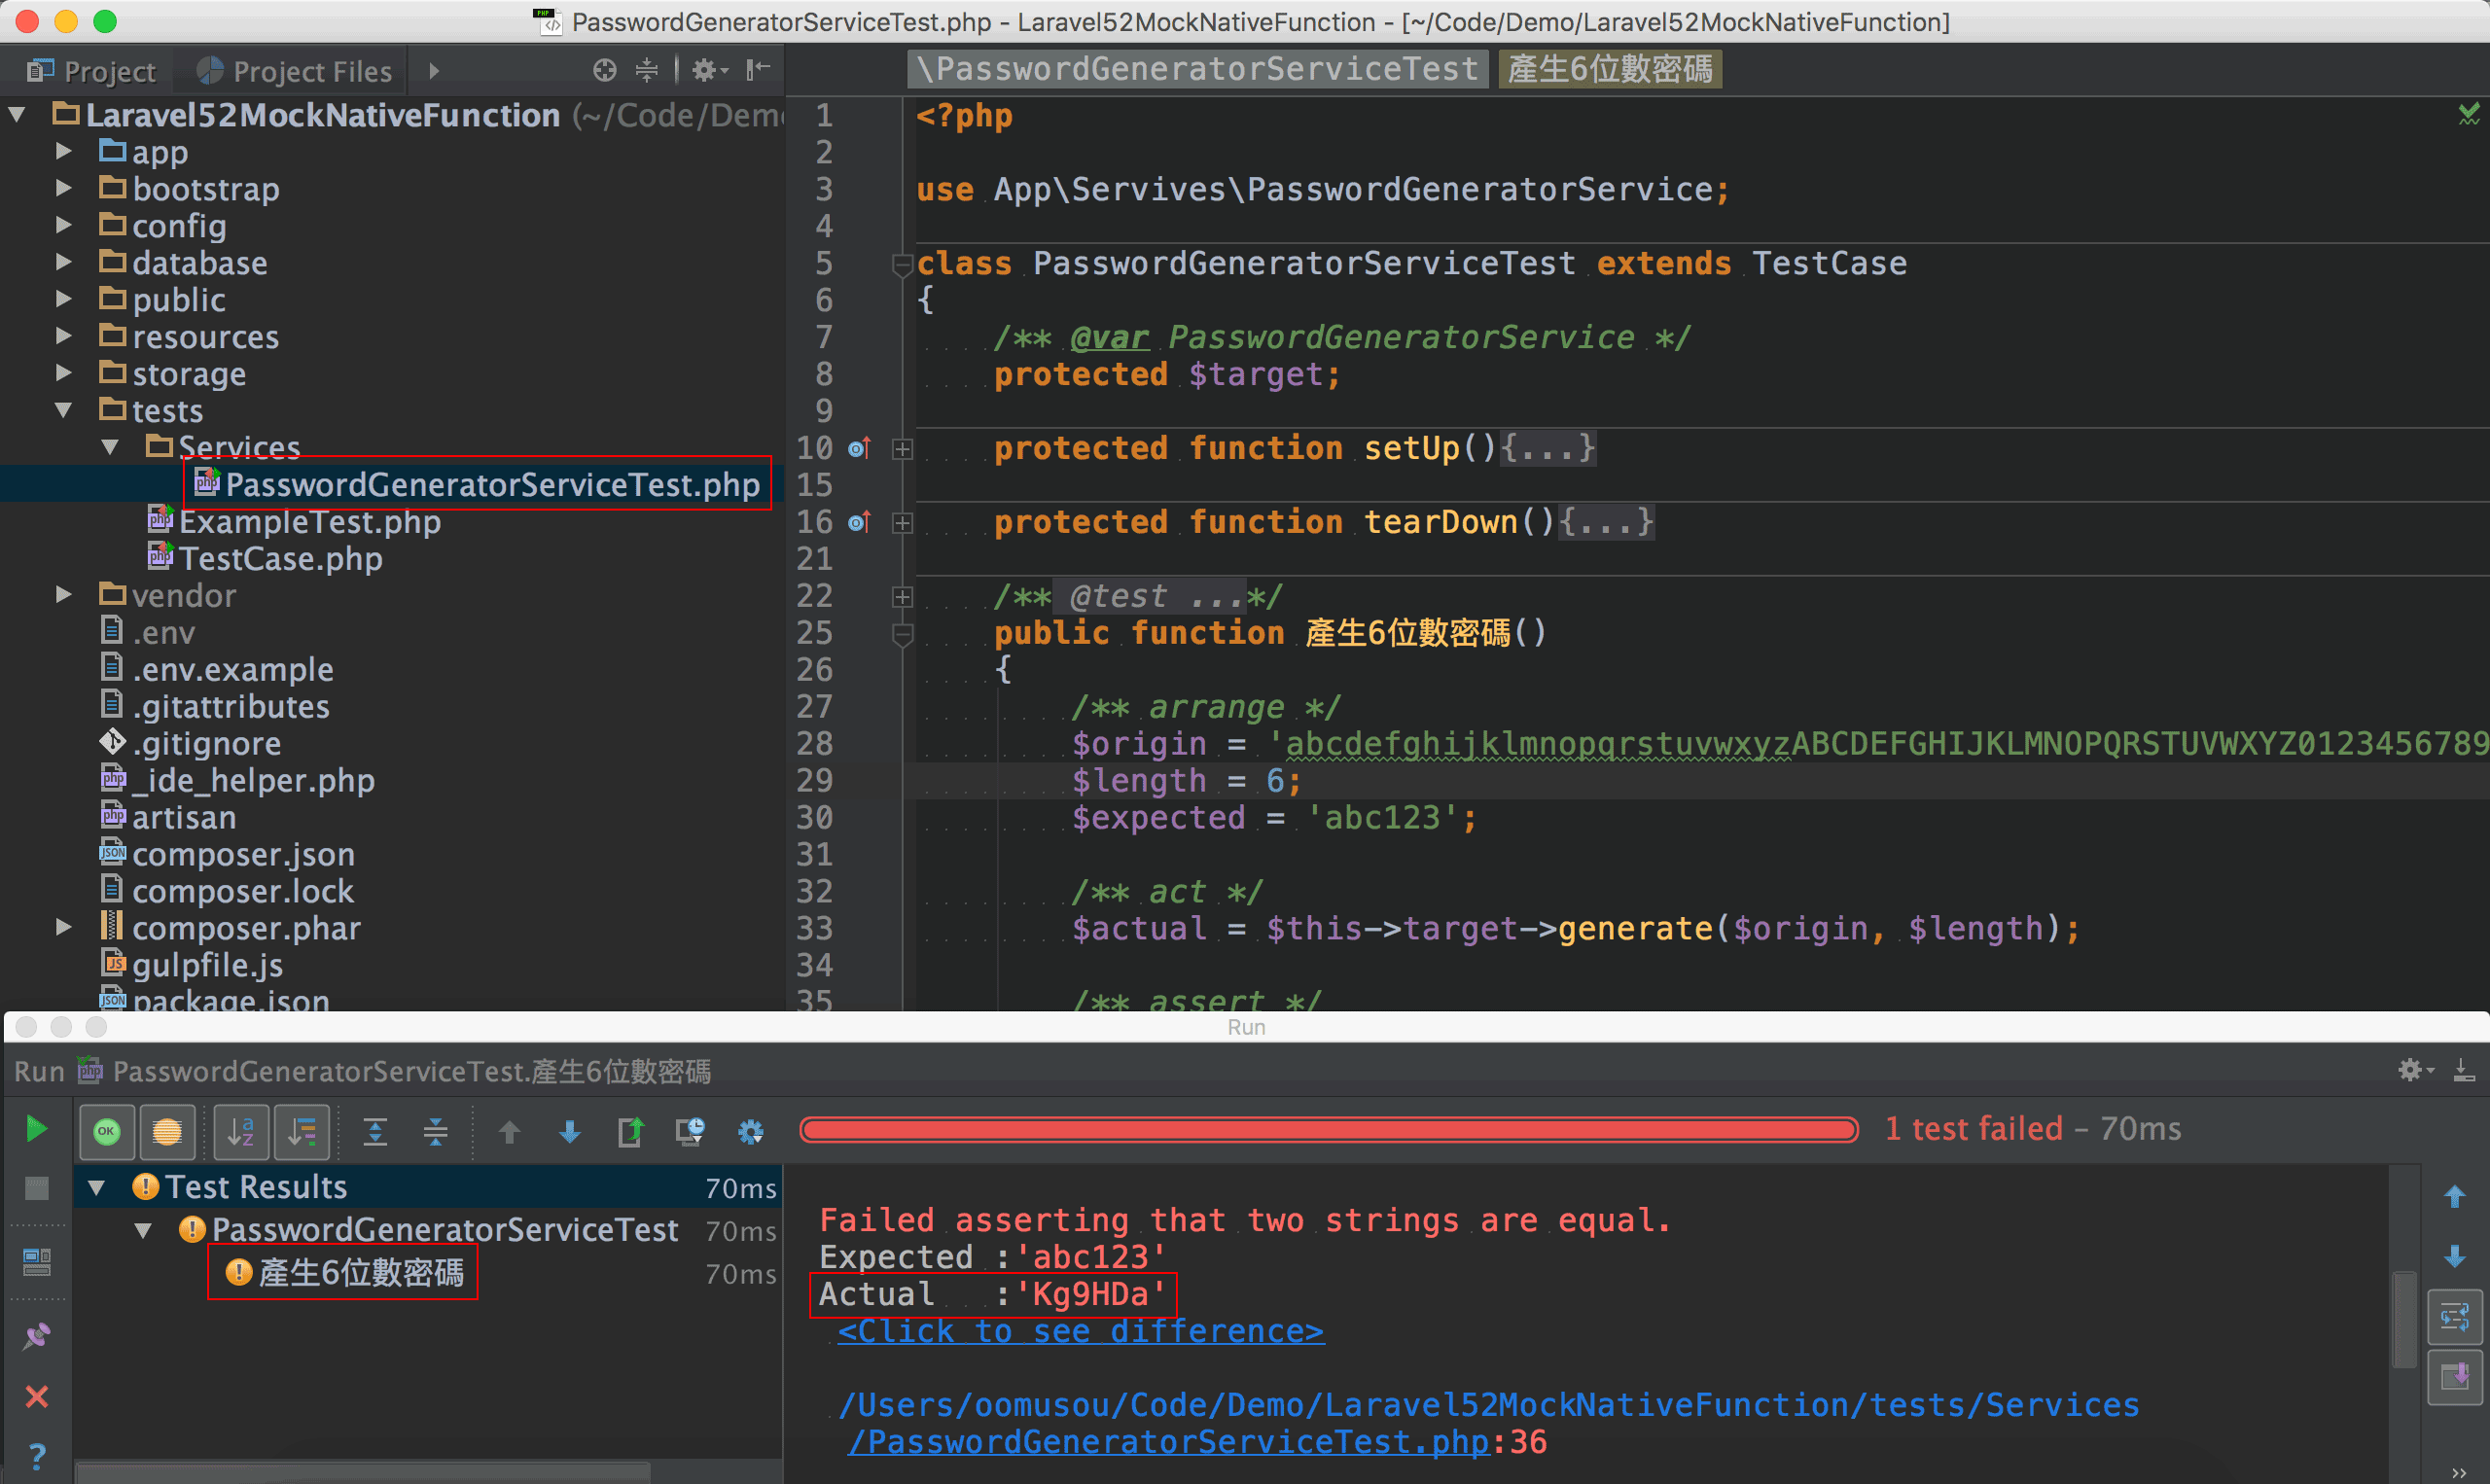 PasswordGeneratorServiceTest.php - Laravel52MockNativeFunction - [~/Code/Demo/Laravel52MockNativeFunction]
Project
Project Files
\PasswordGeneratorServiceTest
產生6位數密碼
Laravel52MockNativeFunction (~/Code/Dem
app
bootstrap
config
database
public
resources
storage
tests
Services
PasswordGeneratorServiceTest.php
ExampleTest.php
TestCase.php
vendor
.env
.env.example
.gitattributes
.gitignore
_ide_helper.php
artisan
composer.json
composer.lock
composer.phar
gulpfile.js
package.json
1 <?php
2
3 use App\Servives\PasswordGeneratorService;
4
5 class PasswordGeneratorServiceTest extends TestCase
6 {
7 /** @var PasswordGeneratorService */
8 protected $target;
9
10 protected function setUp(){...}
15
16 protected function tearDown(){...}
21
22 /** @test ...*/
25 public function 產生6位數密碼()
26 {
27 /** arrange */
28 $origin = 'abcdefghijklmnopqrstuvwxyzABCDEFGHIJKLMNOPQRSTUVWXYZ0123456789
29 $length = 6;
30 $expected = 'abc123';
31
32 /** act */
33 $actual = $this->target->generate($origin, $length);
34
35 /** assert */
Run
Run PasswordGeneratorServiceTest.產生6位數密碼
1 test failed – 70ms
Test Results 70ms
PasswordGeneratorServiceTest 70ms
產生6位數密碼 70ms
Failed asserting that two strings are equal.
Expected :'abc123'
Actual :'Kg9HDa'
<Click to see difference>
/Users/oomusou/Code/Demo/Laravel52MockNativeFunction/tests/Services
/PasswordGeneratorServiceTest.php:36